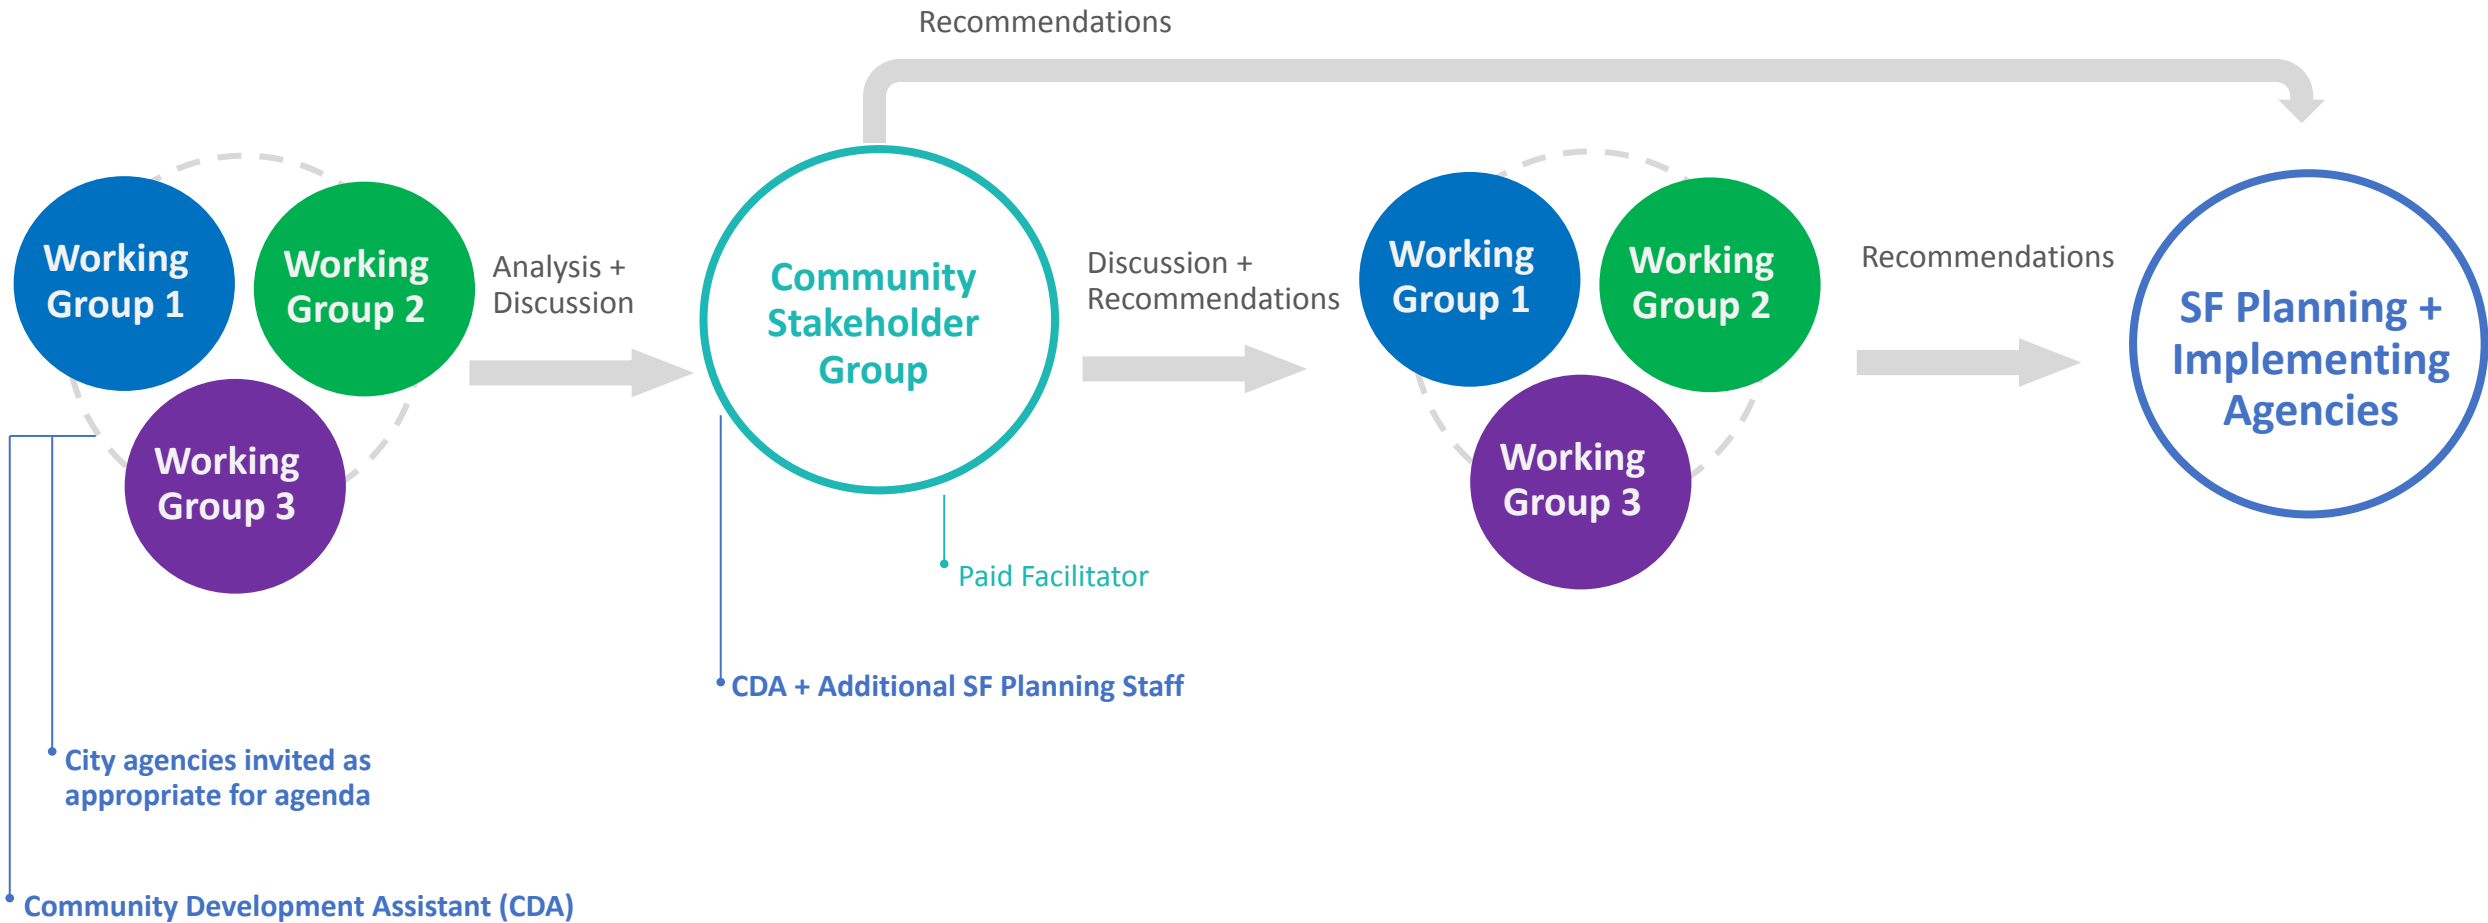 Recommendations
Working
Group 1
Working
Group 2
Working
Group 3
Analysis +
Discussion
Community
Stakeholder
Group
Discussion +
Recommendations
Working
Group 1
Working
Group 2
Working
Group 3
Recommendations
SF Planning +
Implementing
Agencies
Paid Facilitator
CDA + Additional SF Planning Staff
City agencies invited as
appropriate for agenda
Community Development Assistant (CDA)